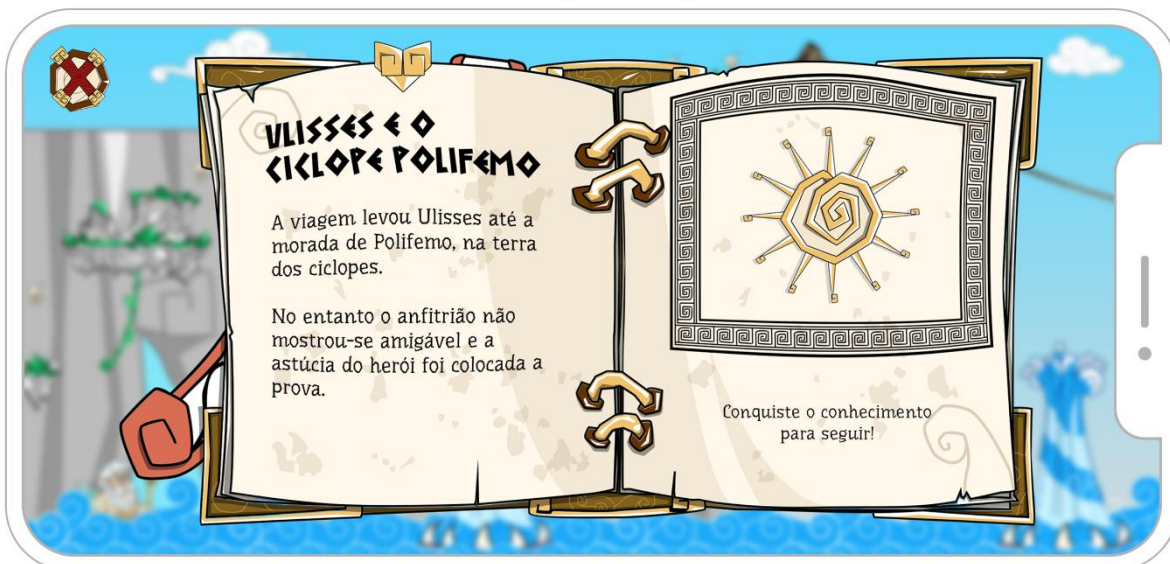 ULISSES E O
CICLOPE POLIFEMO
A viagem levou Ulisses até a
morada de Polifemo, na terra
dos ciclopes.
No entanto o anfitrião não
mostrou-se amigável e a
astúcia do herói foi colocada a
prova.
Conquiste o conhecimento
para seguir!